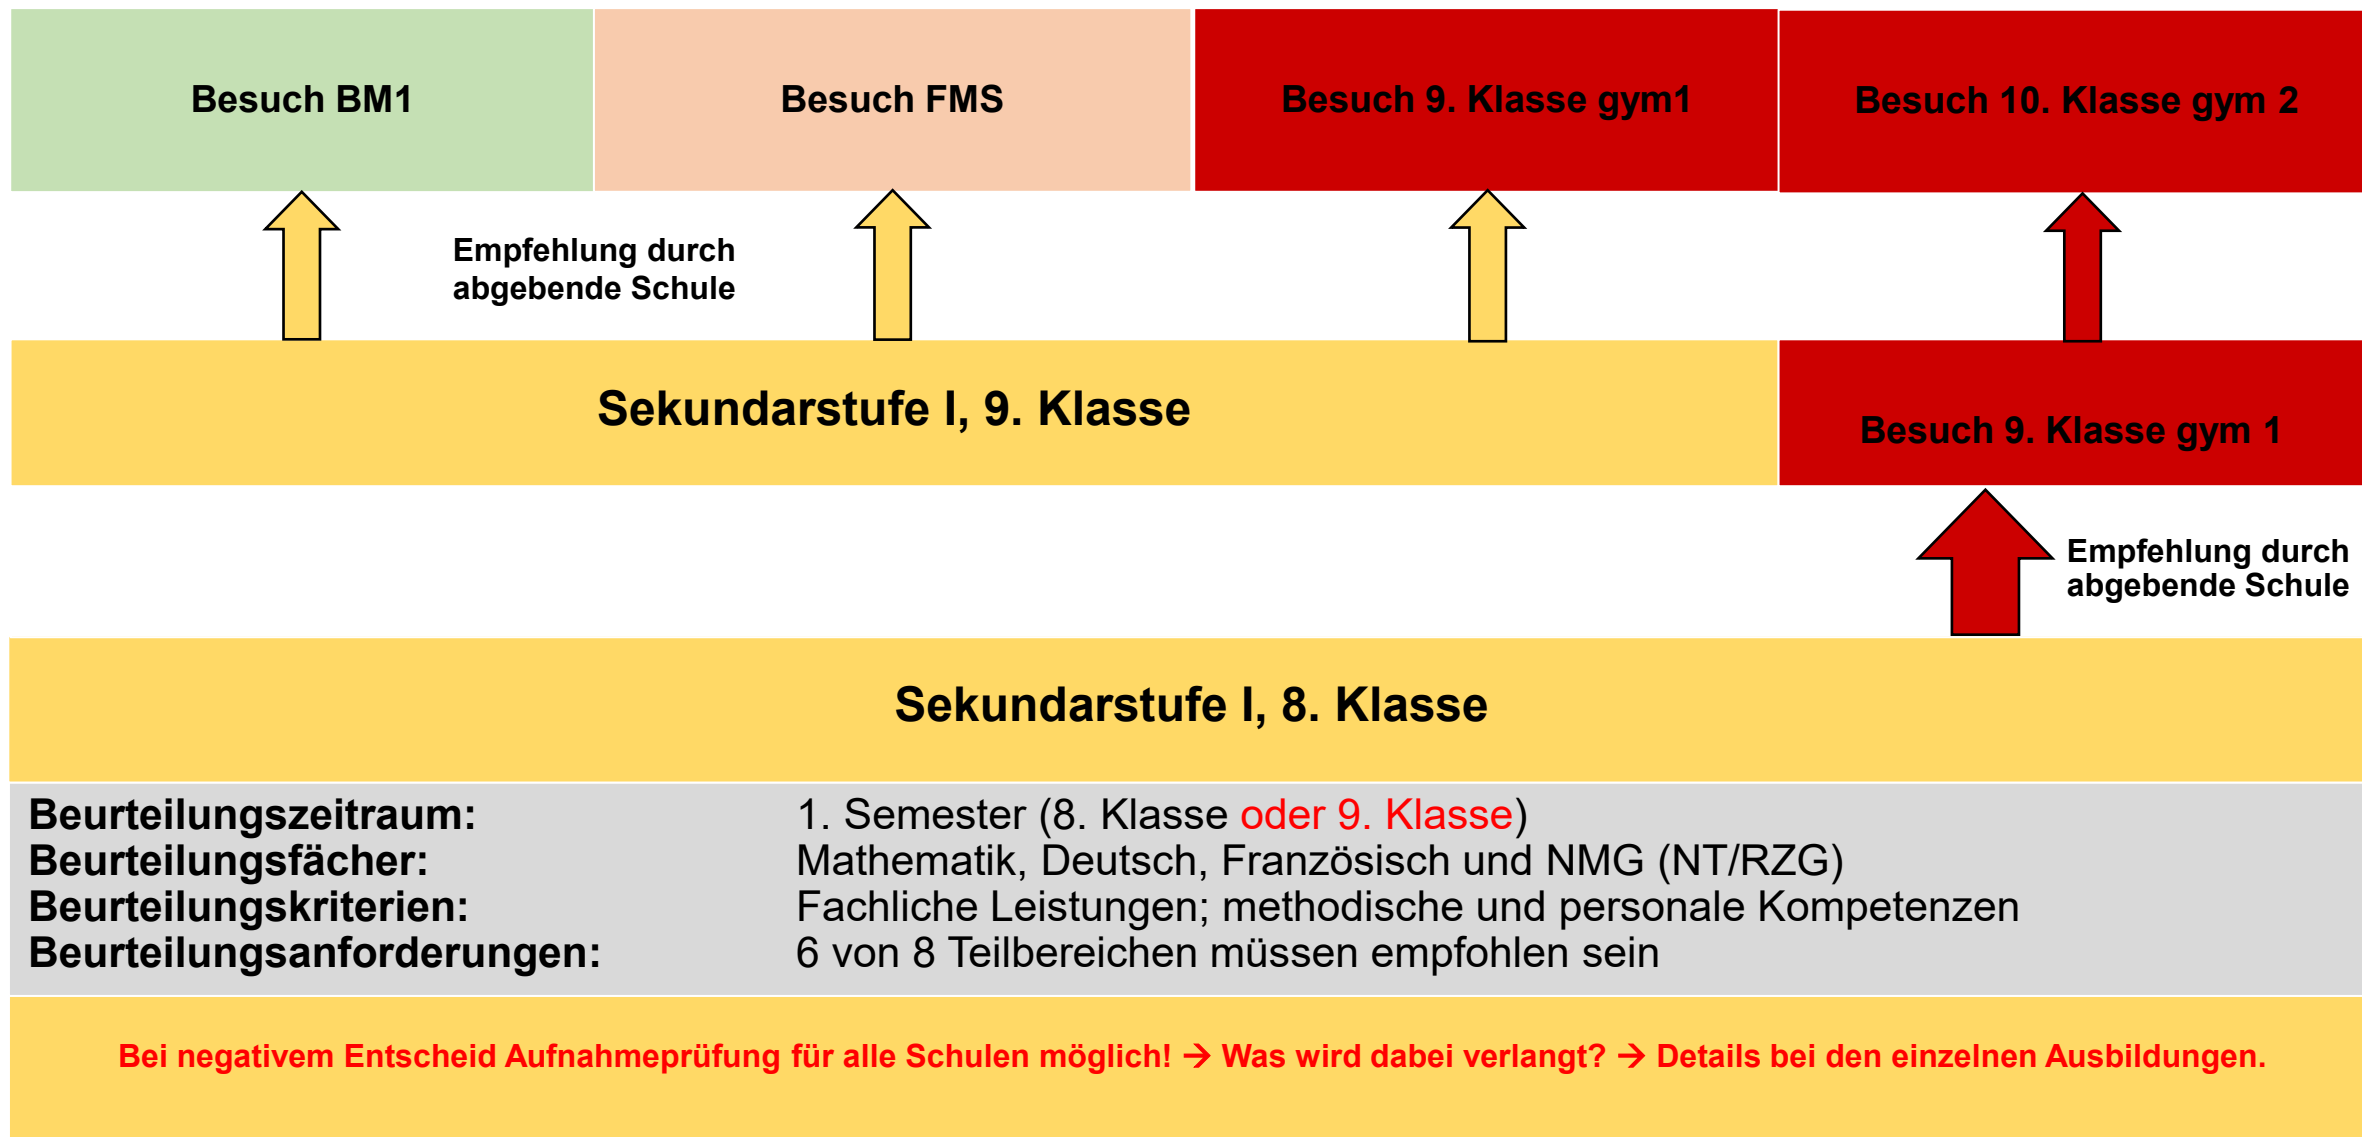 Besuch BM1
Besuch FMS
Besuch 9. Klasse gym1
Besuch 10. Klasse gym 2
Empfehlung durch
abgebende Schule
Sekundarstufe I, 9. Klasse
Besuch 9. Klasse gym 1
Empfehlung durch
abgebende Schule
Sekundarstufe I, 8. Klasse
Beurteilungszeitraum: 1. Semester (8. Klasse oder 9. Klasse)
Beurteilungsfächer: Mathematik, Deutsch, Französisch und NMG (NT/RZG)
Beurteilungskriterien: Fachliche Leistungen; methodische und personale Kompetenzen
Beurteilungsanforderungen: 6 von 8 Teilbereichen müssen empfohlen sein
Bei negativem Entscheid Aufnahmeprüfung für alle Schulen möglich! → Was wird dabei verlangt? → Details bei den einzelnen Ausbildungen.